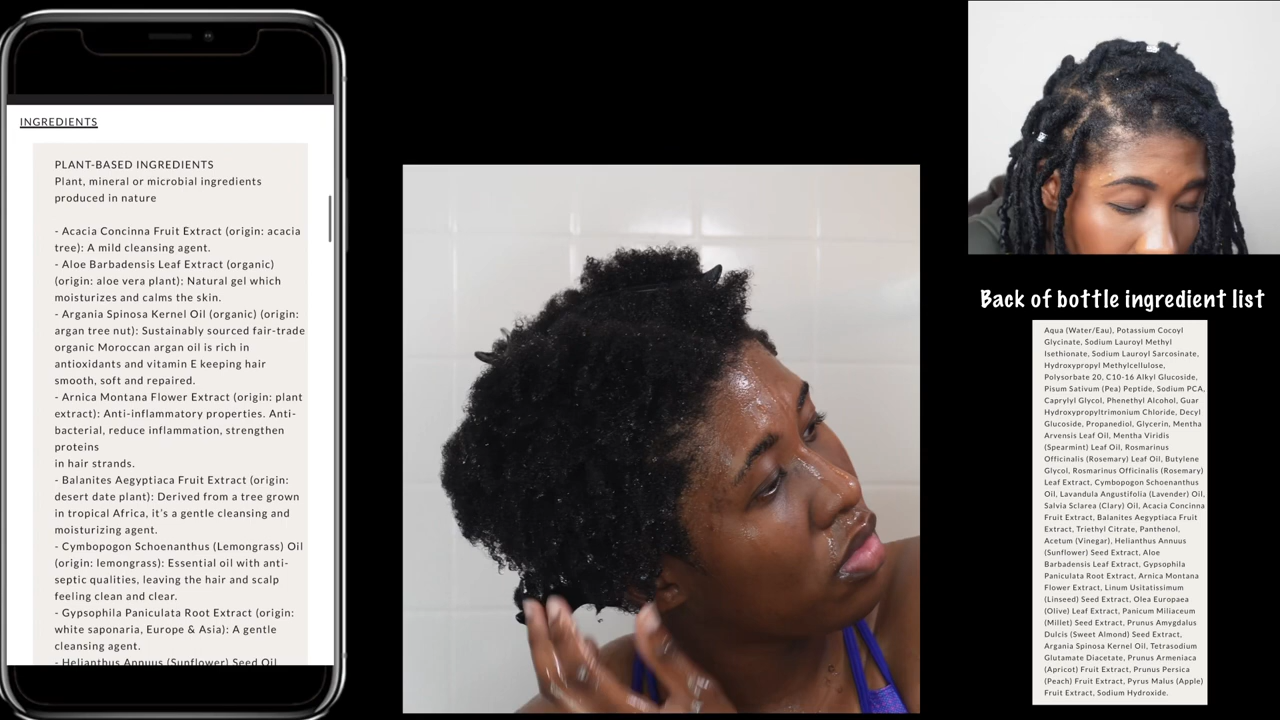 INGREDIENTS
PLANT-BASED INGREDIENTS
Plant, mineral or microbial ingredients
produced in nature
- Acacia Concinna Fruit Extract (origin: acacia
tree): A mild cleansing agent.
- Aloe Barbadensis Leaf Extract (organic)
(origin: aloe vera plant): Natural gel which
moisturizes and calms the skin.
- Argania Spinosa Kernel Oil (organic) (origin:
argan tree nut): Sustainably sourced fair-trade
organic Moroccan argan oil is rich in
antioxidants and vitamin E keeping hair
smooth, soft and repaired.
- Arnica Montana Flower Extract (origin: plant
extract): Anti-inflammatory properties. Anti-
bacterial, reduce inflammation, strengthen
proteins
in hair strands.
- Balanites Aegyptiaca Fruit Extract (origin:
desert date plant): Derived from a tree grown
in tropical Africa, it's a gentle cleansing and
moisturizing agent.
- Cymbopogon Schoenanthus (Lemongrass) Oil
(origin: lemongrass): Essential oil with anti-
septic qualities, leaving the hair and scalp
feeling clean and clear.
- Gypsophila Paniculata Root Extract (origin:
white saponaria, Europe & Asia): A gentle
cleansing agent.
- Helianthus Annuus (Sunflower) Seed Oil
Back of bottle ingredient list
Aqua (Water/Eau), Potassium Cocoyl
Glycinate, Sodium Lauroyl Methyl
Isethionate, Sodium Lauroyl Sarcosinate,
Hydroxypropyl Methylcellulose,
Polysorbate 20, C10-16 Alkyl Glucoside,
Pisum Sativum (Pea) Peptide, Sodium PCA,
Caprylyl Glycol, Phenethyl Alcohol, Guar
Hydroxypropyltrimonium Chloride, Decyl
Glucoside, Propanediol, Glycerin, Mentha
Arvensis Leaf Oil, Mentha Viridis
(Spearmint) Leaf Oil, Rosmarinus
Officinalis (Rosemary) Leaf Oil, Butylene
Glycol, Rosmarinus Officinalis (Rosemary)
Leaf Extract, Cymbopogon Schoenanthus
Oil, Lavandula Angustifolia (Lavender) Oil,
Salvia Sclarea (Clary) Oil, Acacia Concinna
Fruit Extract, Balanites Aegyptiaca Fruit
Extract, Triethyl Citrate, Panthenol,
Acetum (Vinegar), Helianthus Annuus
(Sunflower) Seed Extract, Aloe
Barbadensis Leaf Extract, Gypsophila
Paniculata Root Extract, Arnica Montana
Flower Extract, Linum Usitatissimum
(Linseed) Seed Extract, Olea Europaea
(Olive) Leaf Extract, Panicum Miliaceum
(Millet) Seed Extract, Prunus Amygdalus
Dulcis (Sweet Almond) Seed Extract,
Argania Spinosa Kernel Oil, Tetrasodium
Glutamate Diacetate, Prunus Armeniaca
(Apricot) Fruit Extract, Prunus Persica
(Peach) Fruit Extract, Pyrus Malus (Apple)
Fruit Extract, Sodium Hydroxide.